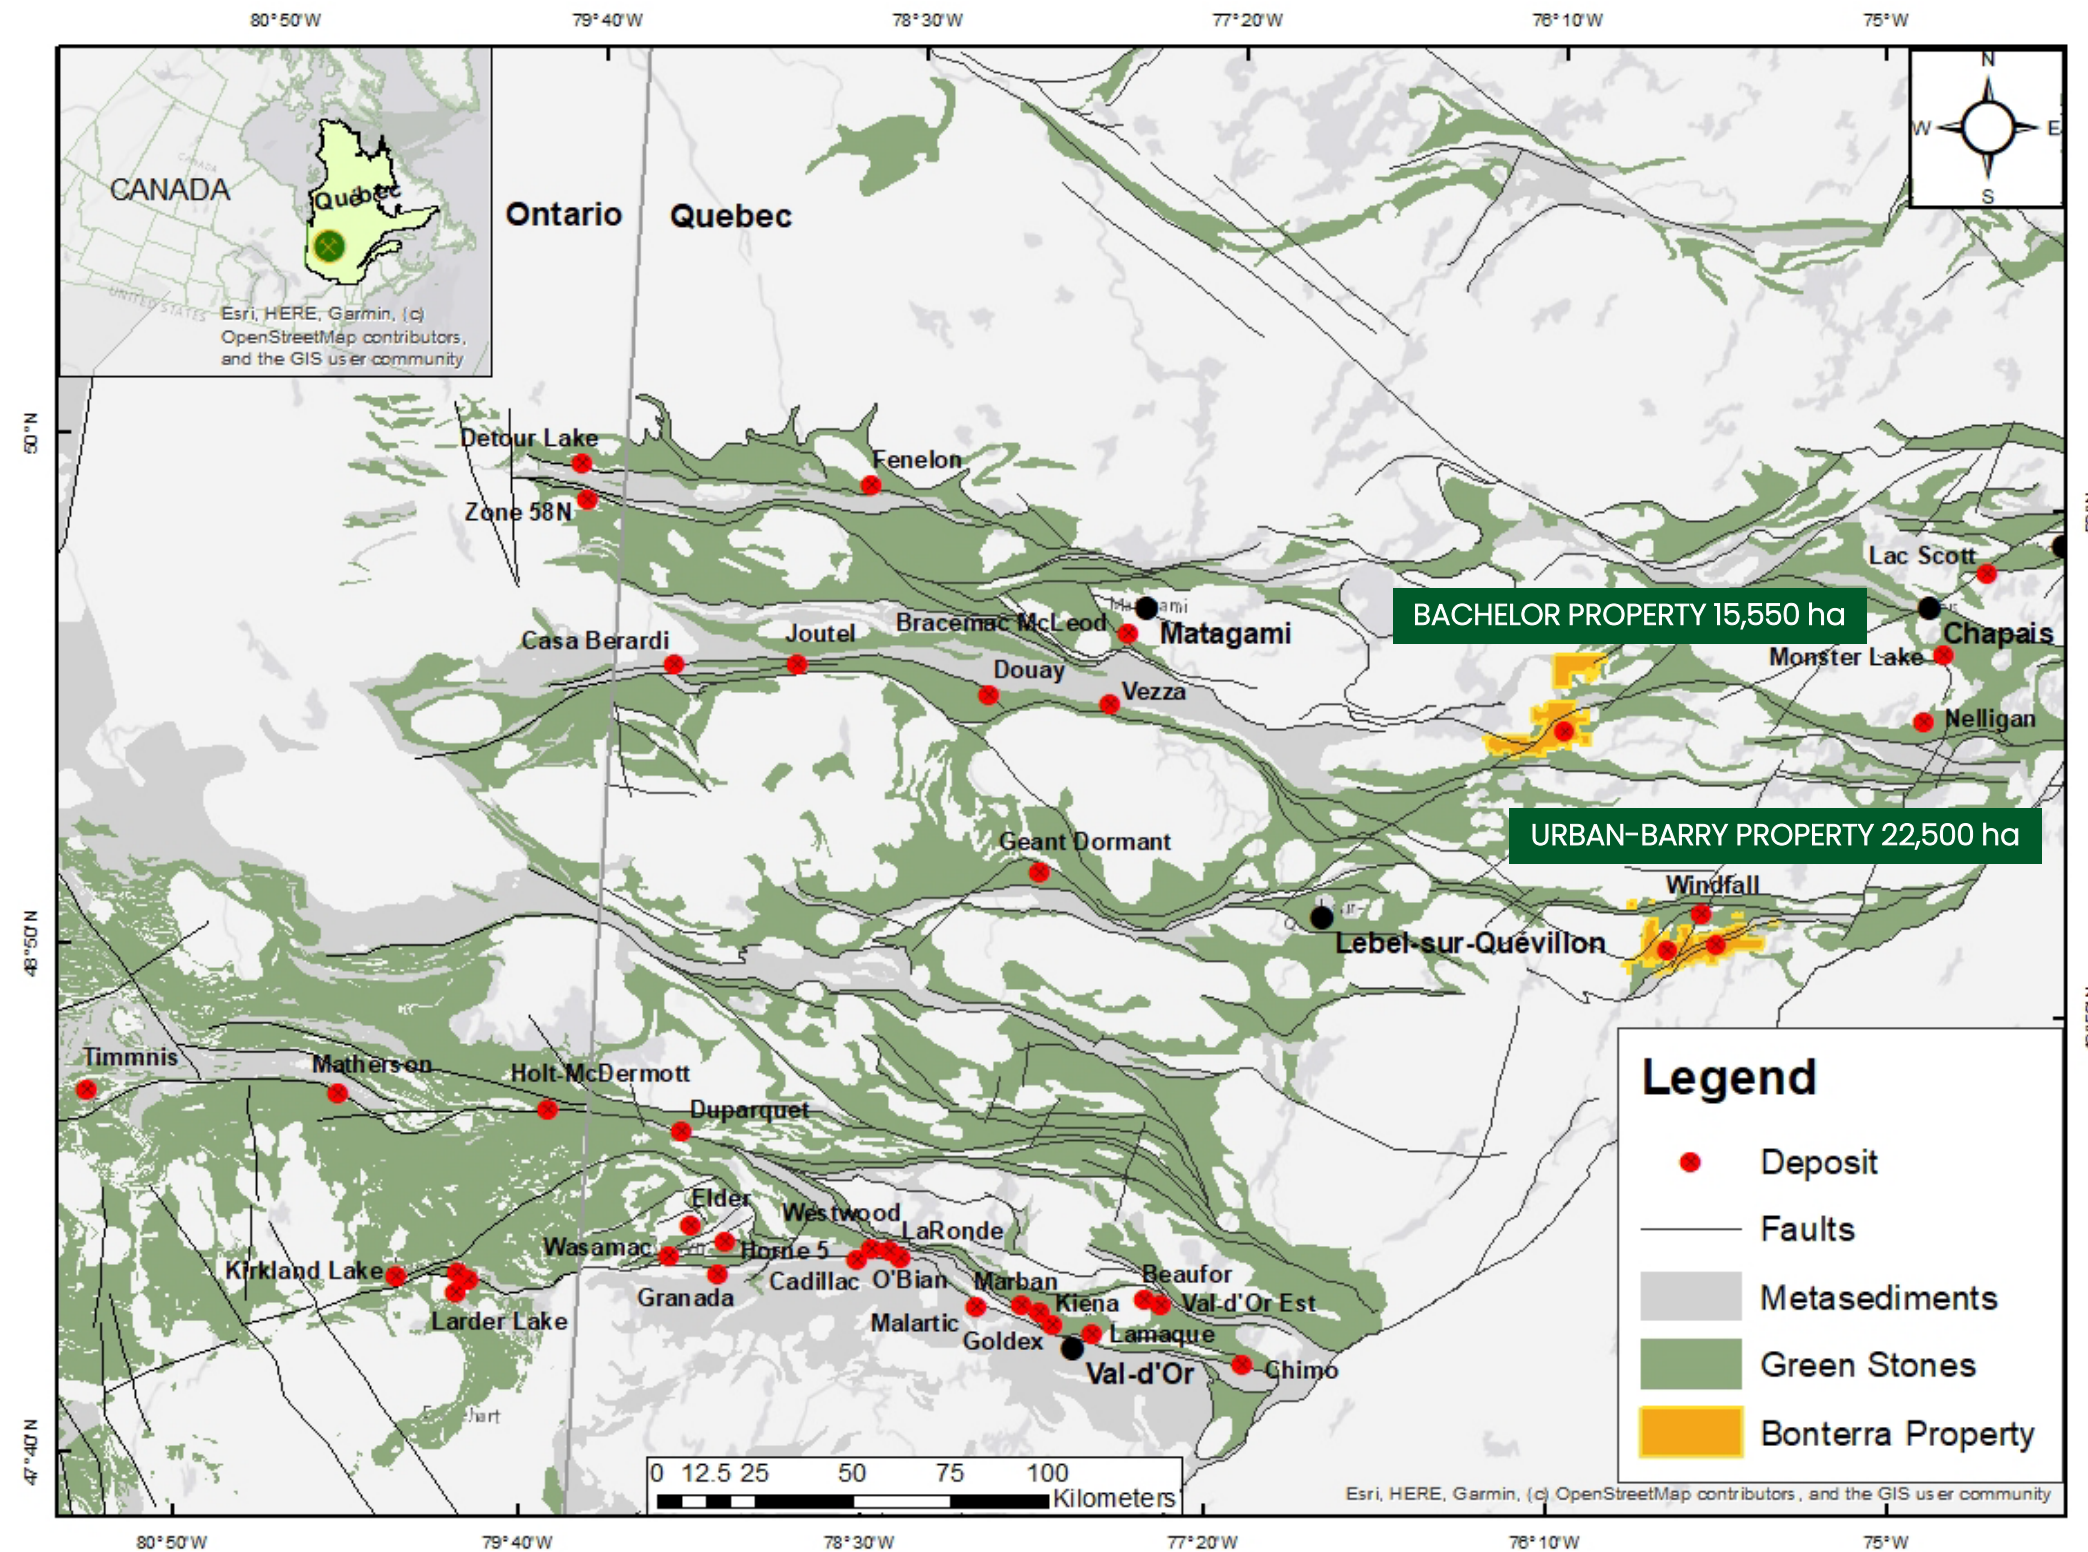 80°50'W 79°40'W 78°30'W 77°20'W 76°10'W 75°W
N
W E
S
CANADA
Québec
CANADA
UNITED STATES
Esri, HERE, Garmin, (c)
OpenStreetMap contributors,
and the GIS user community
Ontario Quebec
50°N
Detour Lake
Fenelon
Zone 58N
Lac Scott
BACHELOR PROPERTY 15,550 ha
Bracemac McLeod
Matagami
Chapais
Casa Berardi
Joutel
Monster Lake
Douay
Vezza
Nelligan
URBAN-BARRY PROPERTY 22,500 ha
Geant Dormant
Windfall
48°50'N
Lebel-sur-Quévillon
Timmnis
Matherson
Holt-McDermott
Duparquet
Elder
Westwood
LaRonde
Wasamac
Horne 5
Kirkland Lake
Cadillac
O'Bian
Marban
Beaufor
Granada
Kiena
Val-d'Or Est
Larder Lake
Malartic
Goldex
Lamaque
Val-d'Or
Chimo
47°40'N
Legend
Deposit
Faults
Metasediments
Green Stones
Bonterra Property
0 12.5 25 50 75 100
Kilometers
Esri, HERE, Garmin, (c) OpenStreetMap contributors, and the GIS user community
80°50'W 79°40'W 78°30'W 77°20'W 76°10'W 75°W